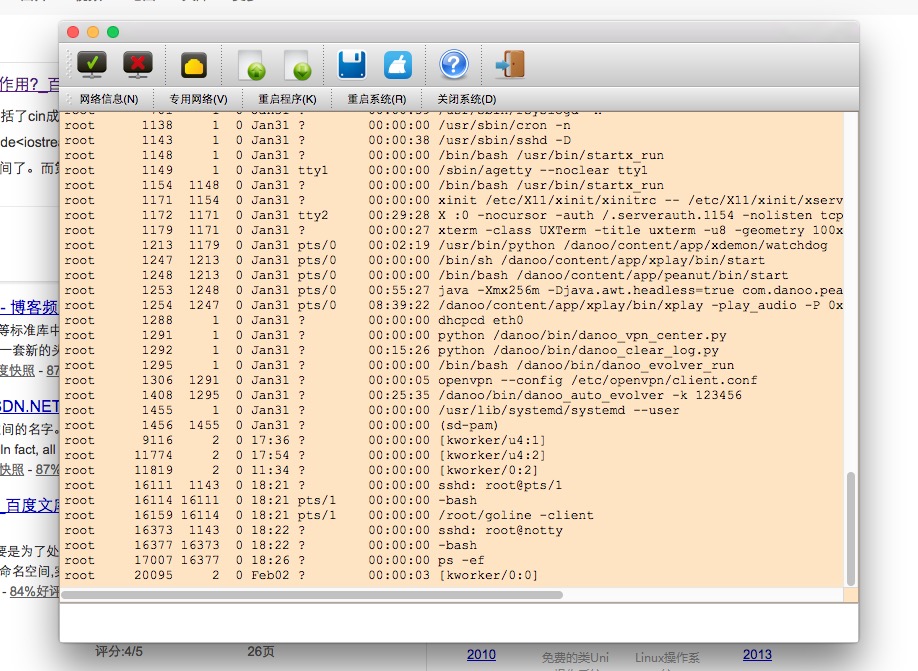 作用?_百
括了cin成
de<iostre
间了。而第
- 博客频
等标准库中
一套新的头
度快照 - 87
SDN.NET
间的名字。
In fact, all
快照 - 87%
_百度文库
要是为了处
命名空间,
- 84%好评
网络信息(N) 专用网络(V) 重启程序(K) 重启系统(R) 关闭系统(D)
root 1138 1 0 Jan31 ? 00:00:00 /usr/sbin/cron -n
root 1143 1 0 Jan31 ? 00:00:38 /usr/sbin/sshd -D
root 1148 1 0 Jan31 ? 00:00:00 /bin/bash /usr/bin/startx_run
root 1149 1 0 Jan31 tty1 00:00:00 /sbin/agetty --noclear tty1
root 1154 1148 0 Jan31 ? 00:00:00 /bin/bash /usr/bin/startx_run
root 1171 1154 0 Jan31 ? 00:00:00 xinit /etc/X11/xinit/xinitrc -- /etc/X11/xinit/xserv
root 1172 1171 0 Jan31 tty2 00:29:28 X :0 -nocursor -auth /.serverauth.1154 -nolisten tcp
root 1179 1171 0 Jan31 ? 00:00:27 xterm -class UXTerm -title uxterm -u8 -geometry 100x
root 1213 1179 0 Jan31 pts/0 00:02:19 /usr/bin/python /danoo/content/app/xdemon/watchdog
root 1247 1213 0 Jan31 pts/0 00:00:00 /bin/sh /danoo/content/app/xplay/bin/start
root 1248 1213 0 Jan31 pts/0 00:00:00 /bin/bash /danoo/content/app/peanut/bin/start
root 1253 1248 0 Jan31 pts/0 00:55:27 java -Xmx256m -Djava.awt.headless=true com.danoo.pea
root 1254 1247 0 Jan31 pts/0 08:39:22 /danoo/content/app/xplay/bin/xplay -play_audio -P 0x
root 1288 1 0 Jan31 ? 00:00:00 dhcpcd eth0
root 1291 1 0 Jan31 ? 00:00:00 python /danoo/bin/danoo_vpn_center.py
root 1292 1 0 Jan31 ? 00:15:26 python /danoo/bin/danoo_clear_log.py
root 1295 1 0 Jan31 ? 00:00:00 /bin/bash /danoo/bin/danoo_evolver_run
root 1306 1291 0 Jan31 ? 00:00:05 openvpn --config /etc/openvpn/client.conf
root 1408 1295 0 Jan31 ? 00:25:35 /danoo/bin/danoo_auto_evolver -k 123456
root 1455 1 0 Jan31 ? 00:00:00 /usr/lib/systemd/systemd --user
root 1456 1455 0 Jan31 ? 00:00:00 (sd-pam)
root 9116 2 0 17:36 ? 00:00:00 [kworker/u4:1]
root 11774 2 0 17:54 ? 00:00:00 [kworker/u4:2]
root 11819 2 0 11:34 ? 00:00:00 [kworker/0:2]
root 16111 1143 0 18:21 ? 00:00:00 sshd: root@pts/1
root 16114 16111 0 18:21 pts/1 00:00:00 -bash
root 16159 16114 0 18:21 pts/1 00:00:00 /root/goline -client
root 16373 1143 0 18:22 ? 00:00:00 sshd: root@notty
root 16377 16373 0 18:22 ? 00:00:00 -bash
root 17007 16377 0 18:26 ? 00:00:00 ps -ef
root 20095 2 0 Feb02 ? 00:00:03 [kworker/0:0]
评分:4/5 26页
2010 免费的类Uni Linux操作系 2013